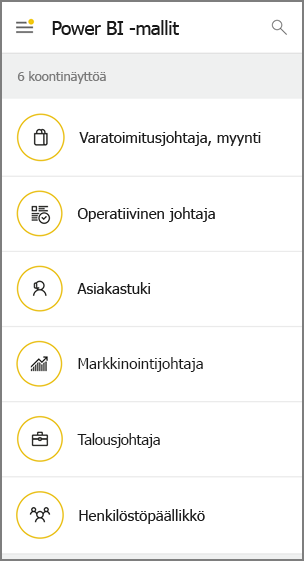 Power BI -mallit
6 koontinäyttöä
Varatoimitusjohtaja, myynti
Operatiivinen johtaja
Asiakastuki
Markkinointijohtaja
Talousjohtaja
Henkilöstöpäällikkö